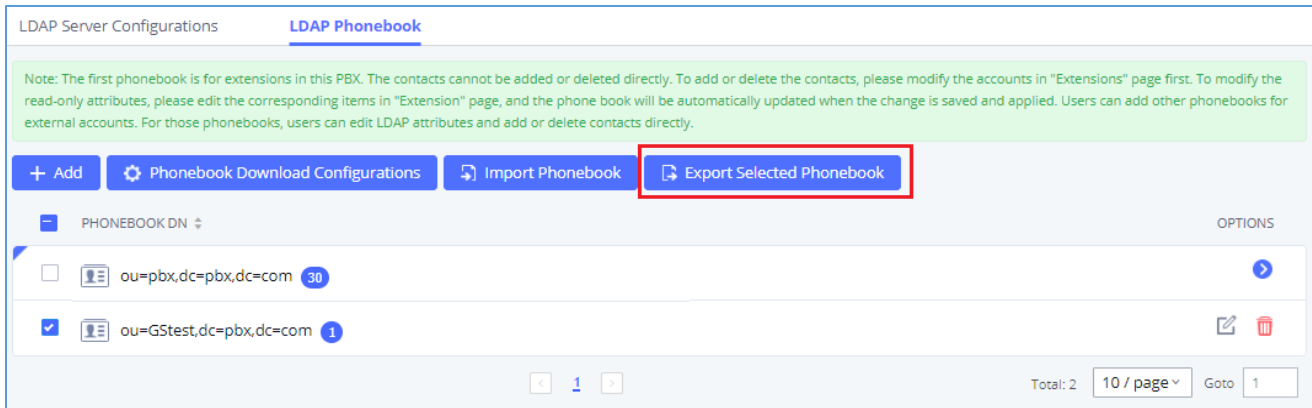 LDAP Server Configurations LDAP Phonebook
Note: The first phonebook is for extensions in this PBX. The contacts cannot be added or deleted directly. To add or delete the contacts, please modify the accounts in "Extensions" page first. To modify the
read-only attributes, please edit the corresponding items in "Extension" page, and the phone book will be automatically updated when the change is saved and applied. Users can add other phonebooks for
external accounts. For those phonebooks, users can edit LDAP attributes and add or delete contacts directly.
+ Add Phonebook Download Configurations Import Phonebook Export Selected Phonebook
PHONEBOOK DN OPTIONS
ou=pbx,dc=pbx,dc=com 30
ou=GStest,dc=pbx,dc=com 1
< 1 > Total: 2 10 / page Goto 1